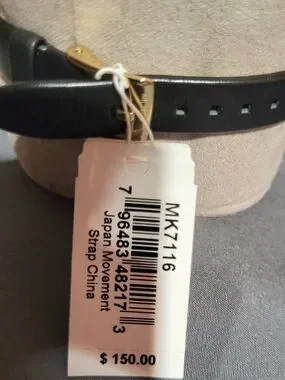 MK7116
7 96483 48217 3
Japan Movement
Strap China
$ 150.00